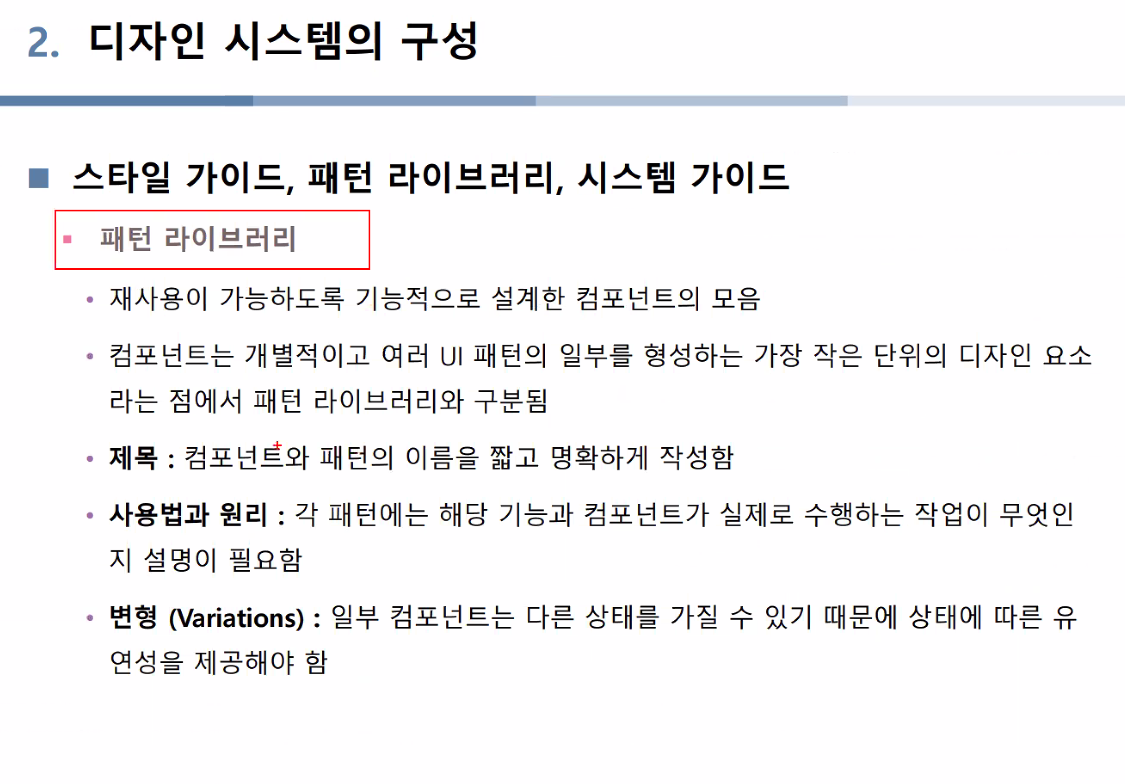 2. 디자인 시스템의 구성
스타일 가이드, 패턴 라이브러리, 시스템 가이드
패턴 라이브러리
재사용이 가능하도록 기능적으로 설계한 컴포넌트의 모음
컴포넌트는 개별적이고 여러 UI 패턴의 일부를 형성하는 가장 작은 단위의 디자인 요소
라는 점에서 패턴 라이브러리와 구분됨
제목 : 컴포넌트와 패턴의 이름을 짧고 명확하게 작성함
사용법과 원리 : 각 패턴에는 해당 기능과 컴포넌트가 실제로 수행하는 작업이 무엇인
지 설명이 필요함
변형 (Variations) : 일부 컴포넌트는 다른 상태를 가질 수 있기 때문에 상태에 따른 유
연성을 제공해야 함